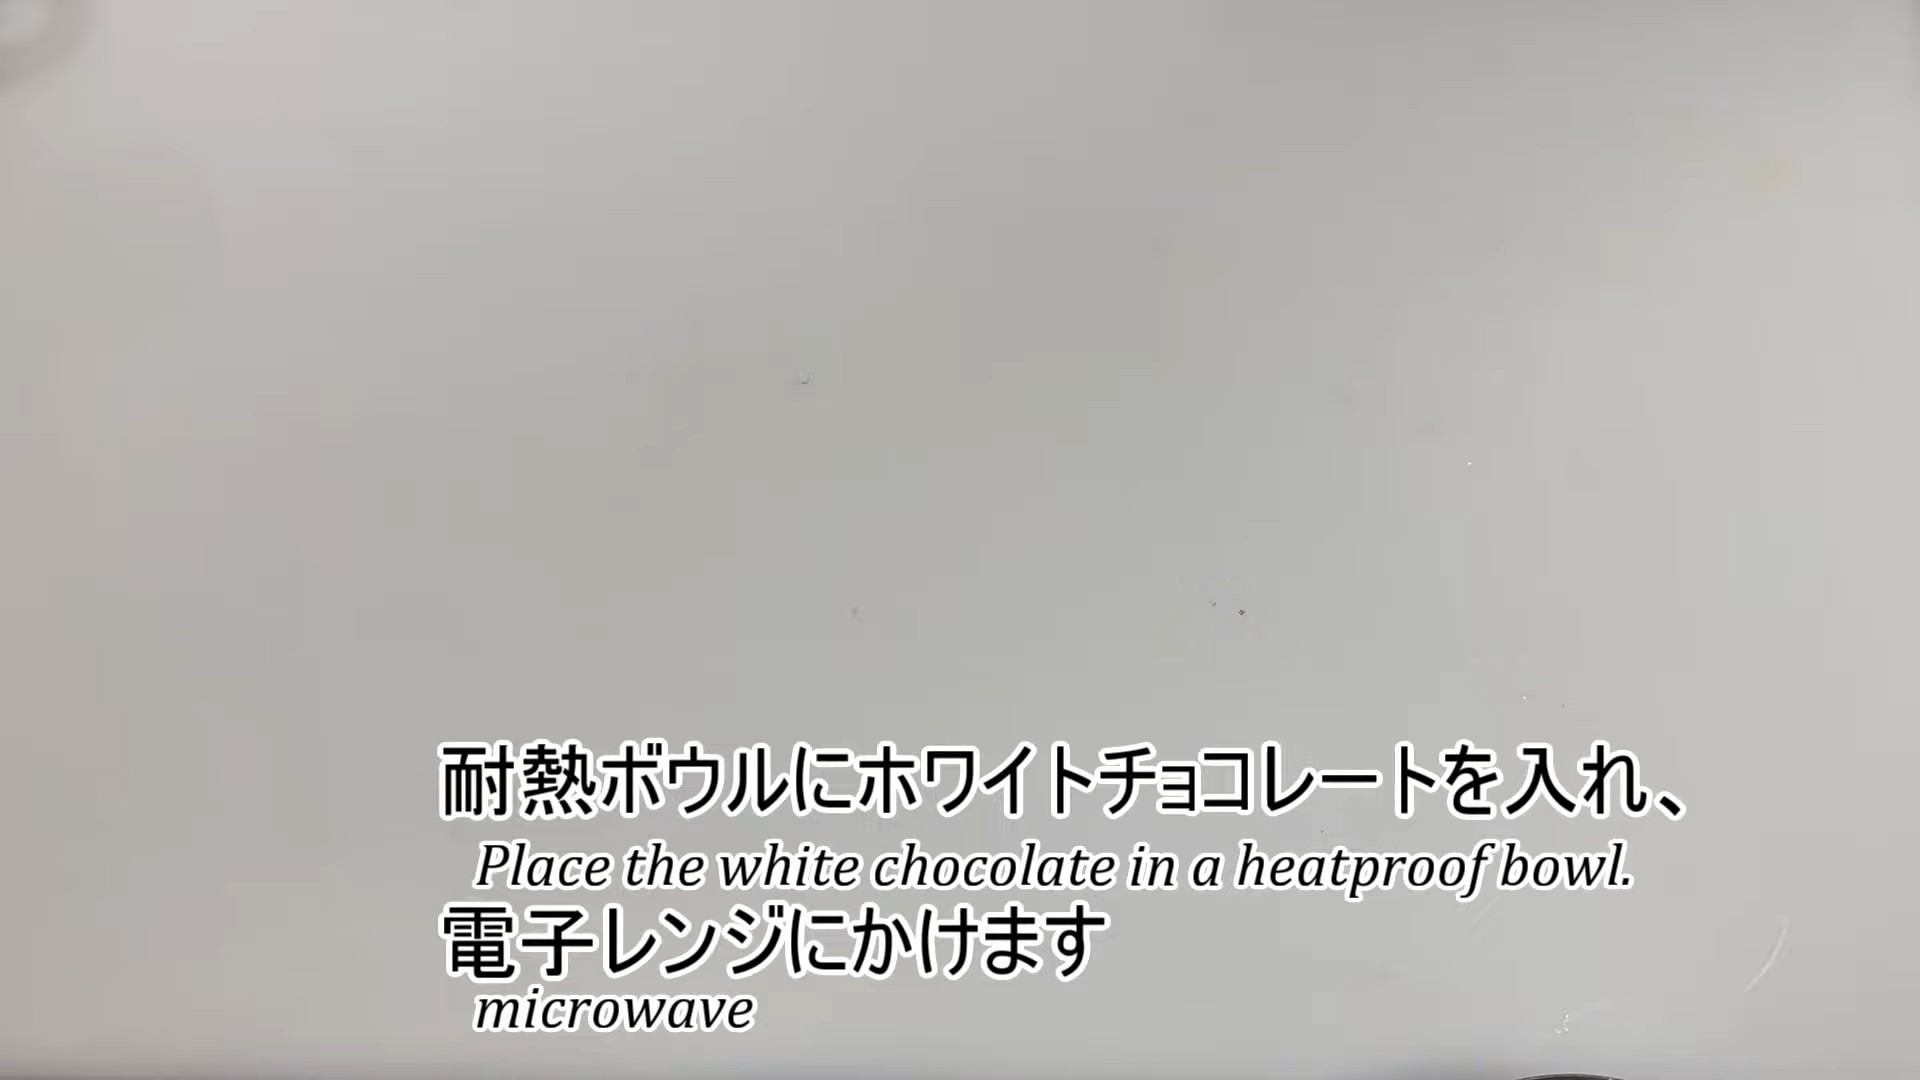 耐熱ボウルにホワイトチョコレートを入れ、
Place the white chocolate in a heatproof bowl.
電子レンジにかけます
microwave